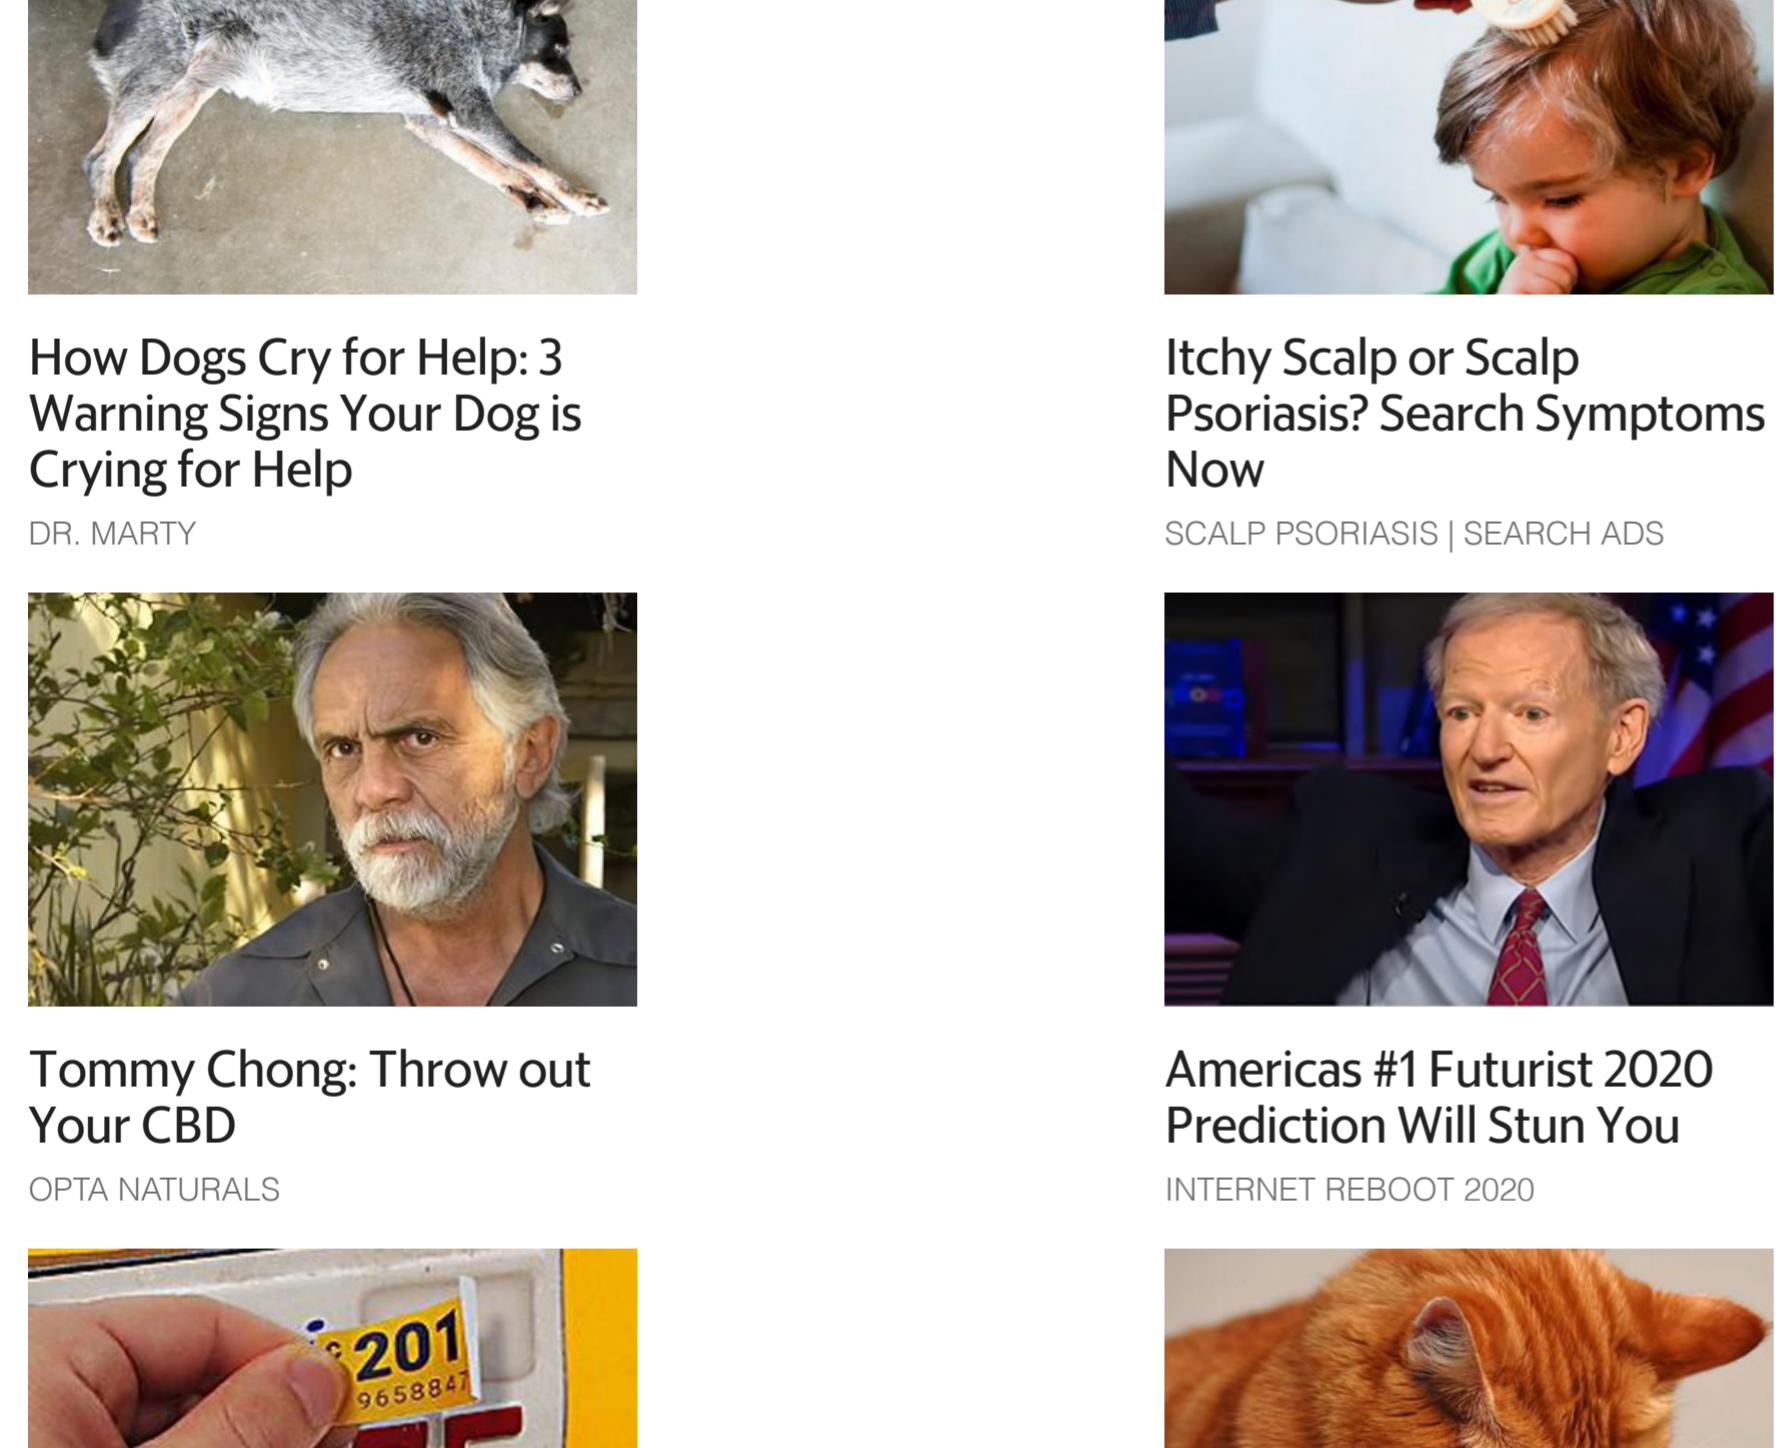 How Dogs Cry for Help: 3
Warning Signs Your Dog is
Crying for Help
DR. MARTY
Itchy Scalp or Scalp
Psoriasis? Search Symptoms
Now
SCALP PSORIASIS | SEARCH ADS
Tommy Chong: Throw out
Your CBD
OPTA NATURALS
Americas #1 Futurist 2020
Prediction Will Stun You
INTERNET REBOOT 2020
201
9658847